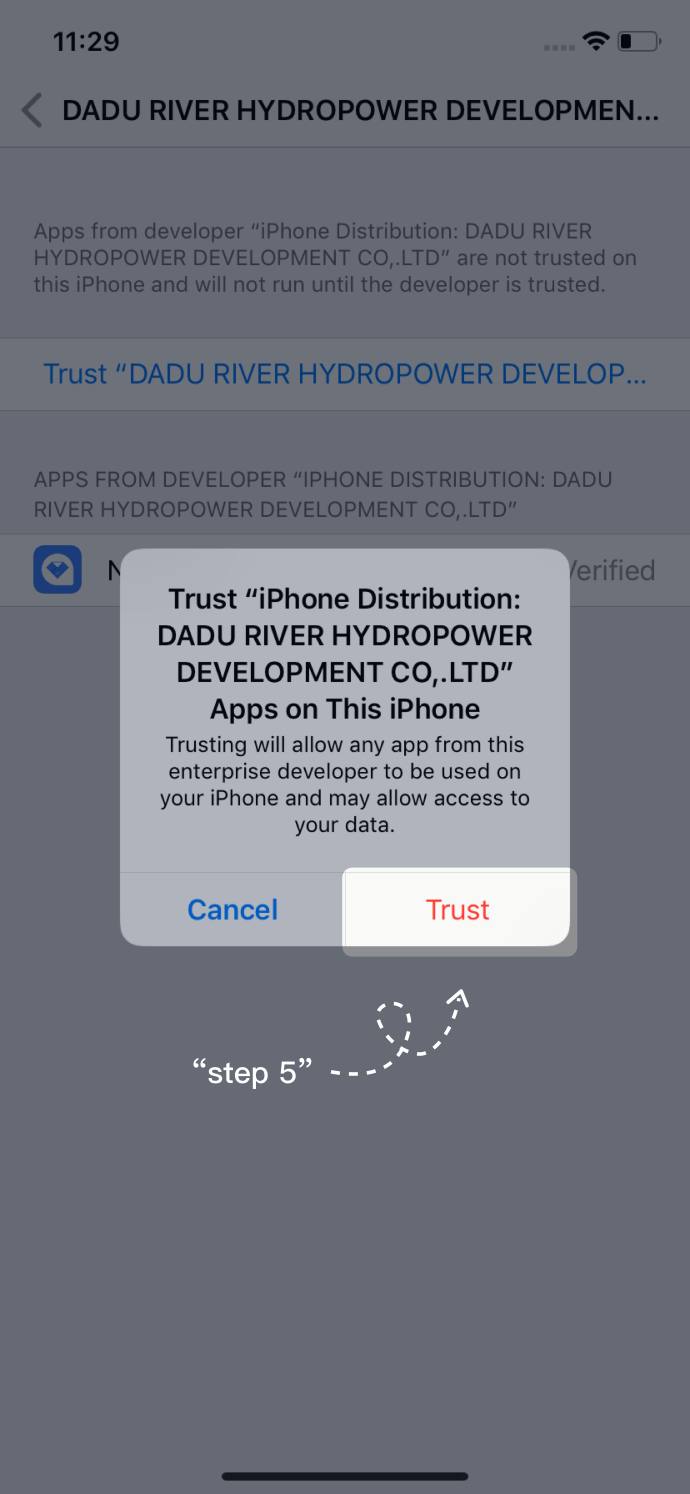 11:29
DADU RIVER HYDROPOWER DEVELOPMEN...
Apps from developer “iPhone Distribution: DADU RIVER
HYDROPOWER DEVELOPMENT CO,.LTD” are not trusted on
this iPhone and will not run until the developer is trusted.
Trust “DADU RIVER HYDROPOWER DEVELOP...
APPS FROM DEVELOPER “IPHONE DISTRIBUTION: DADU
RIVER HYDROPOWER DEVELOPMENT CO,.LTD”
Verified
Trust “iPhone Distribution:
DADU RIVER HYDROPOWER
DEVELOPMENT CO,.LTD”
Apps on This iPhone
Trusting will allow any app from this
enterprise developer to be used on
your iPhone and may allow access to
your data.
Cancel
Trust
“step 5”